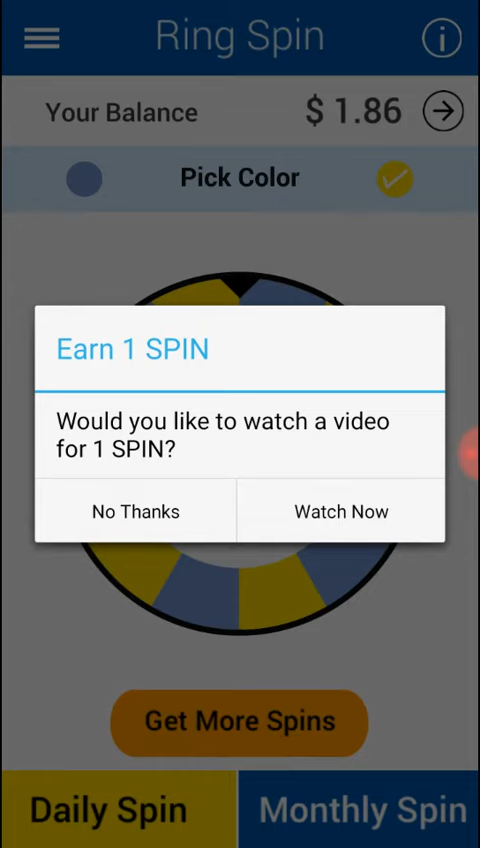 Ring Spin
Your Balance $ 1.86
Pick Color
Earn 1 SPIN
Would you like to watch a video
for 1 SPIN?
No Thanks Watch Now
Get More Spins
Daily Spin Monthly Spin